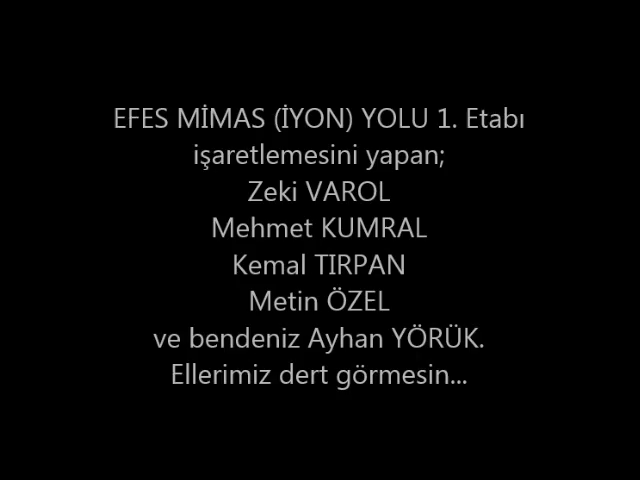 EFES MİMAS (İYON) YOLU 1. Etabı
işaretlemesini yapan;
Zeki VAROL
Mehmet KUMRAL
Kemal TIRPAN
Metin ÖZEL
ve bendeniz Ayhan YÖRÜK.
Ellerimiz dert görmesin...